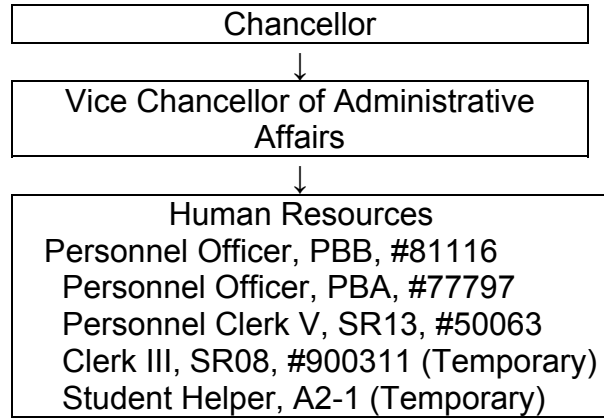 Chancellor
↓
Vice Chancellor of Administrative
Affairs
↓
Human Resources
Personnel Officer, PBB, #81116
Personnel Officer, PBA, #77797
Personnel Clerk V, SR13, #50063
Clerk III, SR08, #900311 (Temporary)
Student Helper, A2-1 (Temporary)